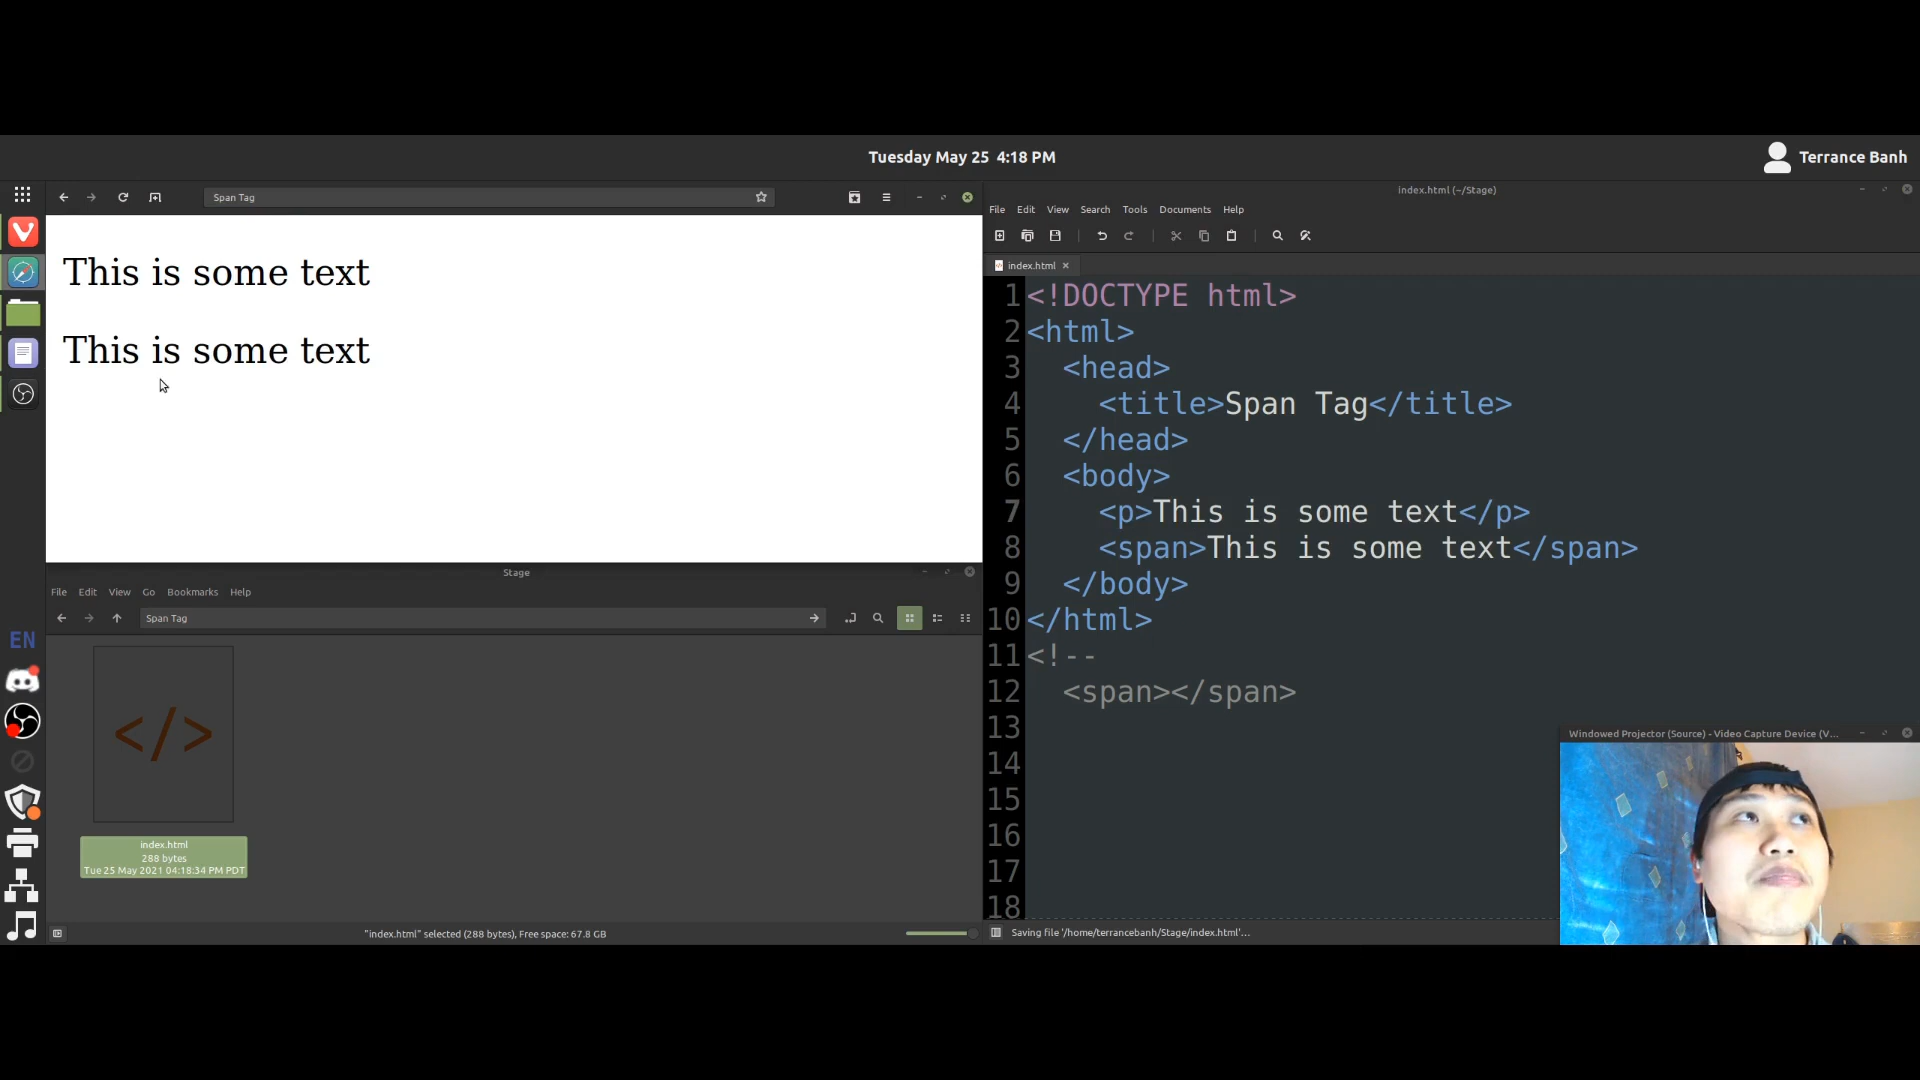 Tuesday May 25 4:18 PM
Terrance Banh
Span Tag
This is some text
This is some text
Stage
File Edit View Go Bookmarks Help
Span Tag
</>
index.html
288 bytes
Tue 25 May 2021 04:18:34 PM PDT
"index.html" selected (288 bytes), Free space: 67.8 GB
EN
index.html (~/Stage)
File Edit View Search Tools Documents Help
index.html
1 <!DOCTYPE html>
2 <html>
3 <head>
4 <title>Span Tag</title>
5 </head>
6 <body>
7 <p>This is some text</p>
8 <span>This is some text</span>
9 </body>
10 </html>
11 <!--
12 <span></span>
13
14
15
16
17
18
Saving file '/home/terrancebanh/Stage/index.html'...
Windowed Projector (Source) - Video Capture Device (V...